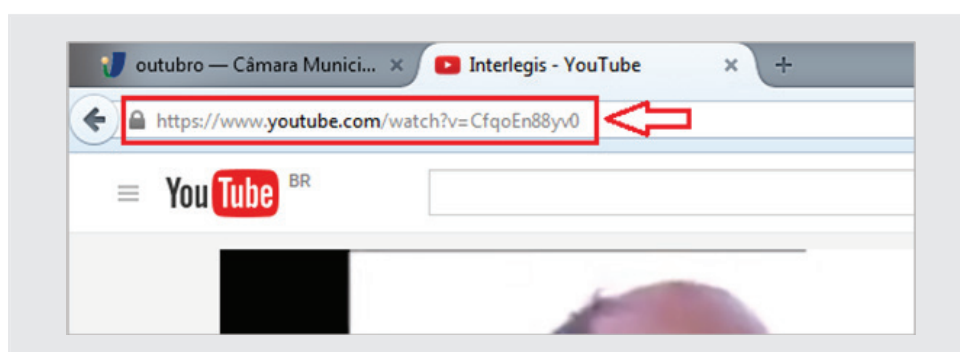 outubro — Câmara Munici... × Interlegis - YouTube × +
https://www.youtube.com/watch?v=CfqoEn88yv0
YouTube BR